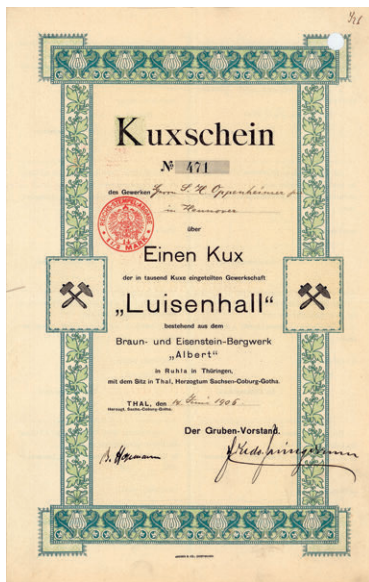 Kuxschein
№ 471
des Gewerken Herrn S. H. Oppenheimer
in Hannover
über
Einen Kux
der in tausend Kuxe eingeteilten Gewerkschaft
„Luisenhall“
bestehend aus dem
Braun- und Eisenstein-Bergwerk
„Albert“
in Ruhla in Thüringen,
mit dem Sitz in Thal, Herzogtum Sachsen-Coburg-Gotha.
THAL, den 14. Juni 1906.
Herzogt. Sachs-Coburg-Gotha.
Der Gruben-Vorstand.